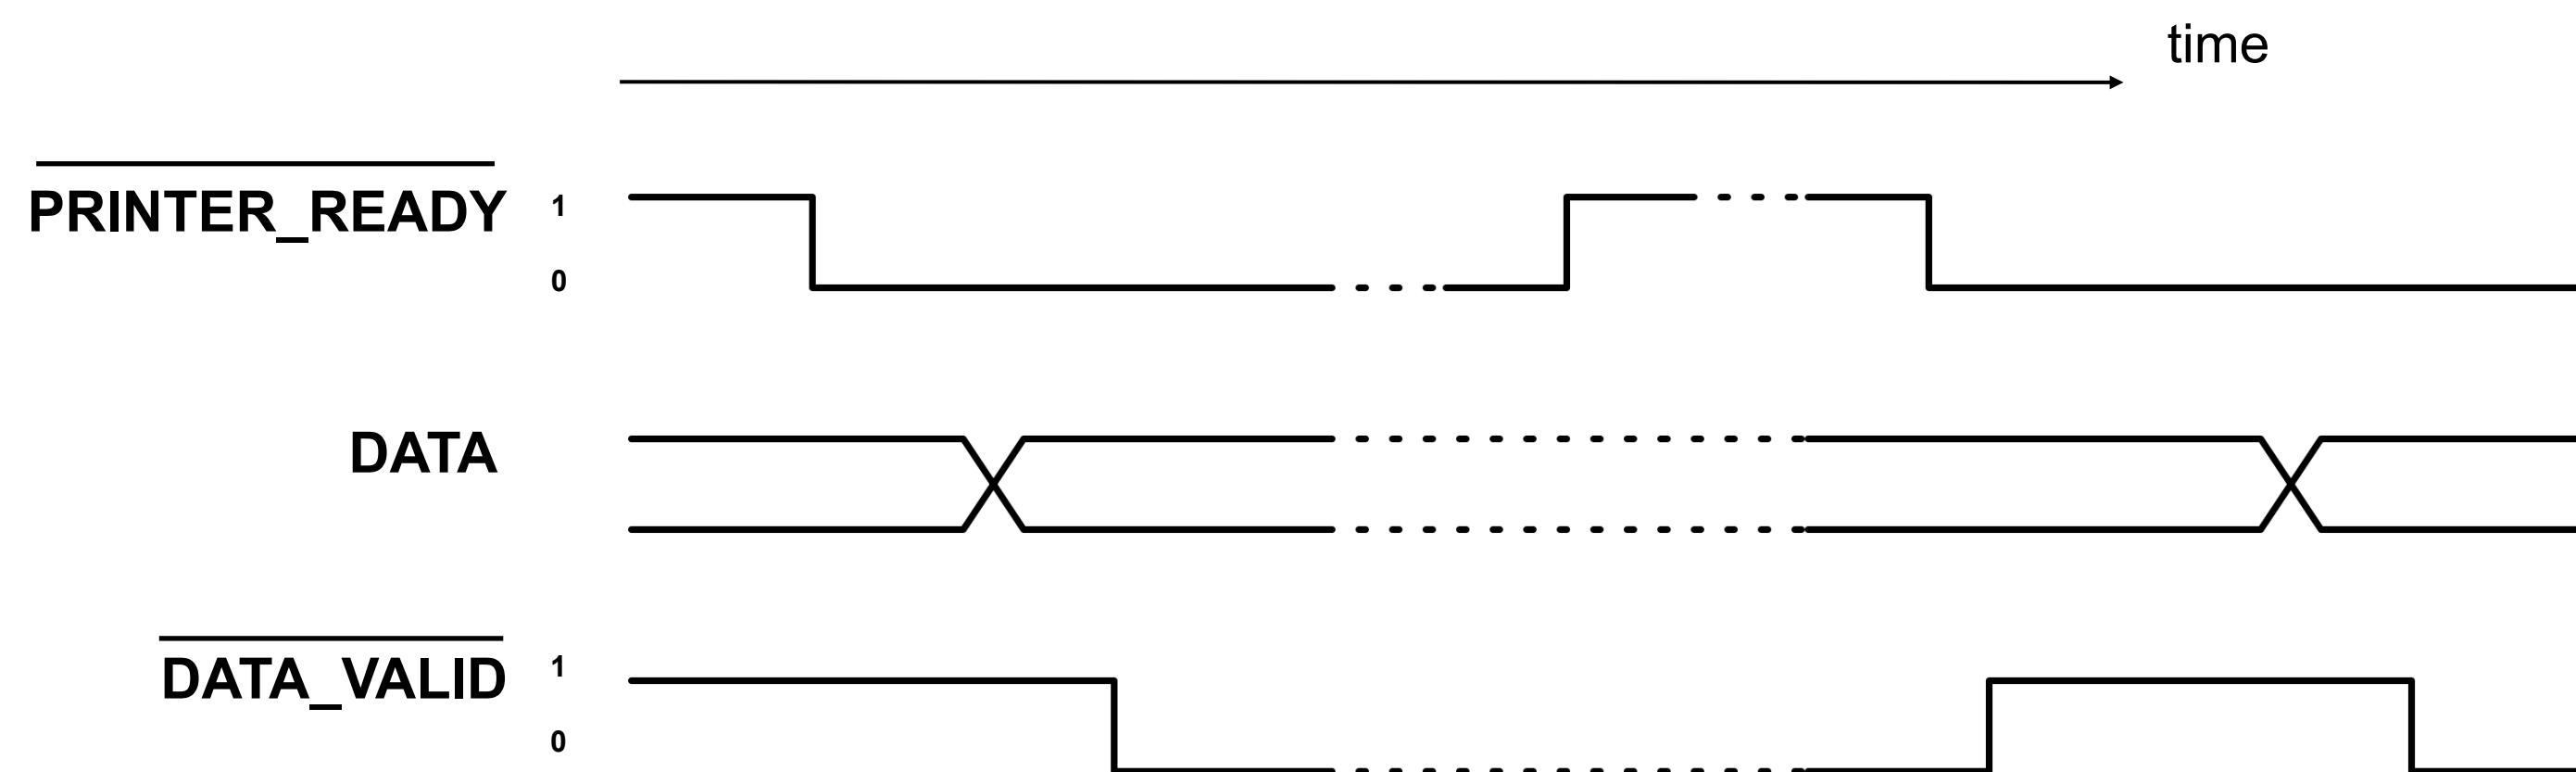 time
PRINTER_READY
1
0
DATA
DATA_VALID
1
0